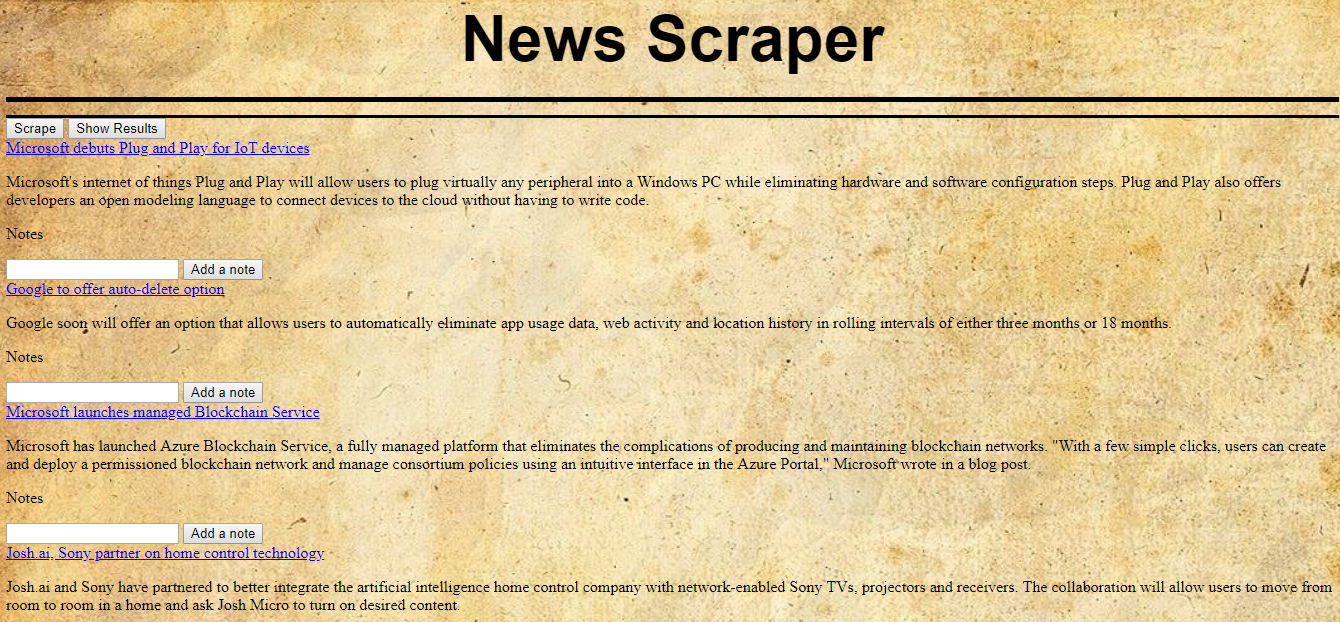 News Scraper
Scrape Show Results
Microsoft debuts Plug and Play for IoT devices
Microsoft's internet of things Plug and Play will allow users to plug virtually any peripheral into a Windows PC while eliminating hardware and software configuration steps. Plug and Play also offers
developers an open modeling language to connect devices to the cloud without having to write code.
Notes
Add a note
Google to offer auto-delete option
Google soon will offer an option that allows users to automatically eliminate app usage data, web activity and location history in rolling intervals of either three months or 18 months.
Notes
Add a note
Microsoft launches managed Blockchain Service
Microsoft has launched Azure Blockchain Service, a fully managed platform that eliminates the complications of producing and maintaining blockchain networks. "With a few simple clicks, users can create
and deploy a permissioned blockchain network and manage consortium policies using an intuitive interface in the Azure Portal," Microsoft wrote in a blog post.
Notes
Add a note
Josh.ai, Sony partner on home control technology
Josh.ai and Sony have partnered to better integrate the artificial intelligence home control company with network-enabled Sony TVs, projectors and receivers. The collaboration will allow users to move from
room to room in a home and ask Josh Micro to turn on desired content.